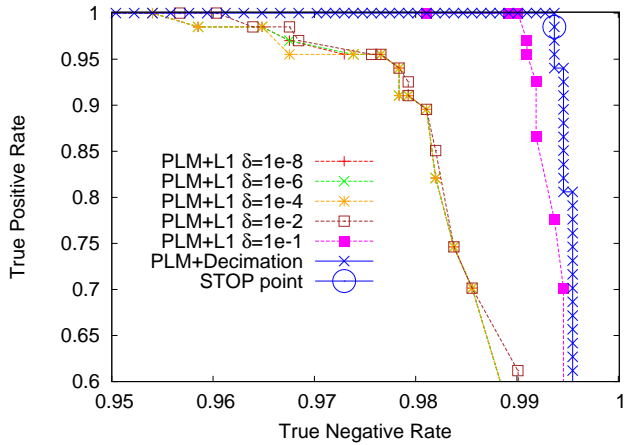 1
0.95
0.9
0.85
0.8
0.75
0.7
0.65
0.6
True Positive Rate
PLM+L1 δ=1e-8
PLM+L1 δ=1e-6
PLM+L1 δ=1e-4
PLM+L1 δ=1e-2
PLM+L1 δ=1e-1
PLM+Decimation
STOP point
0.95
0.96
0.97
0.98
0.99
1
True Negative Rate